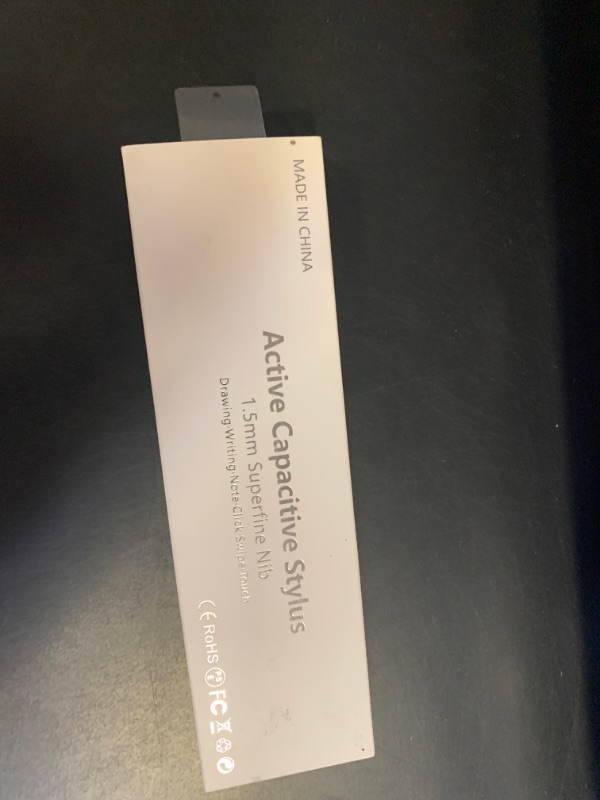 MADE IN CHINA
Active Capacitive Stylus
1.5mm Superfine Nib
Drawing·Writing·Note·Click·Swipe·Touch
CE RoHS PSE FC